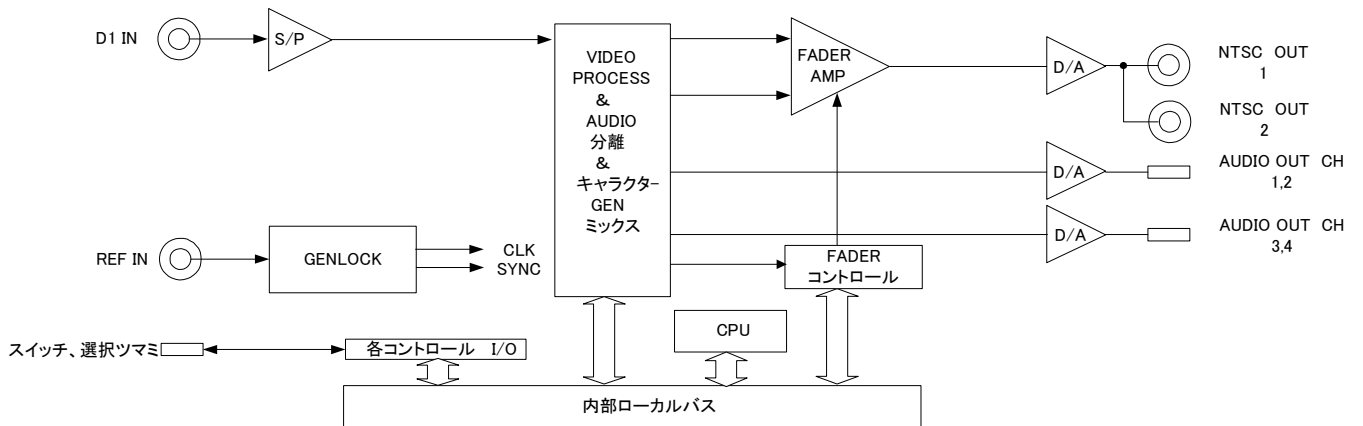 D1 IN
S/P
VIDEO
PROCESS
&
AUDIO
分離
&
キャラクター
GEN
ミックス
FADER
AMP
D/A
NTSC OUT
1
NTSC OUT
2
D/A
AUDIO OUT CH
1,2
D/A
AUDIO OUT CH
3,4
REF IN
GENLOCK
CLK
SYNC
FADER
コントロール
CPU
スイッチ、選択ツマミ
各コントロール I/O
内部ローカルバス